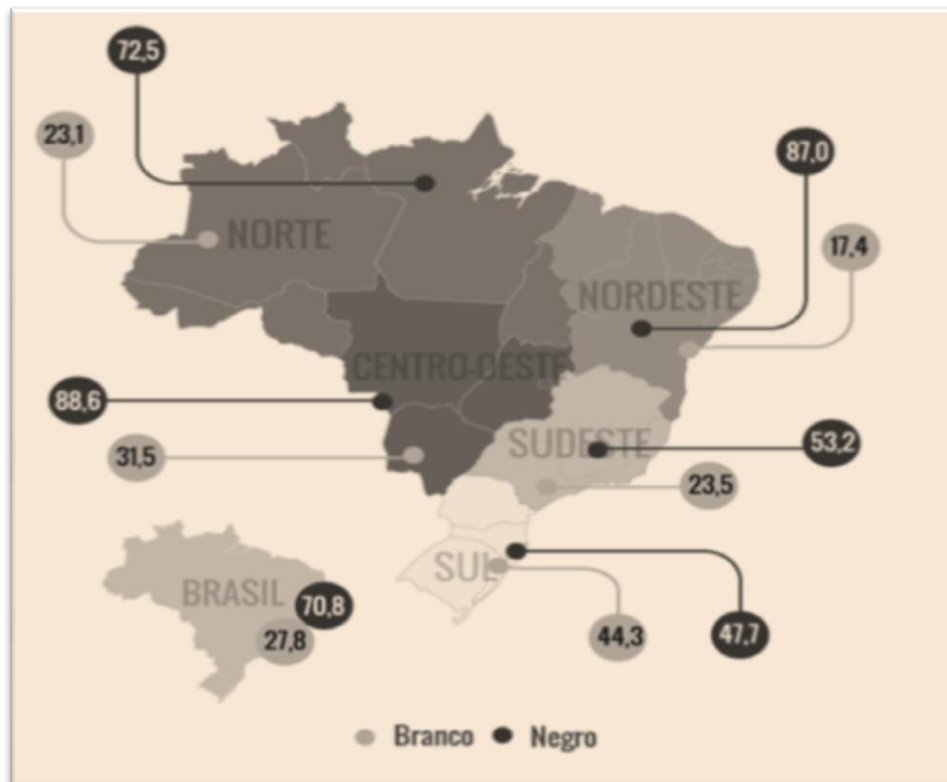 72,5
23,1
87,0
NORTE
17,4
NORDESTE
CENTRO-OESTE
88,6
31,5
SUDESTE
53,2
23,5
SUL
BRASIL
70,8
27,8
44,3
47,7
Branco Negro